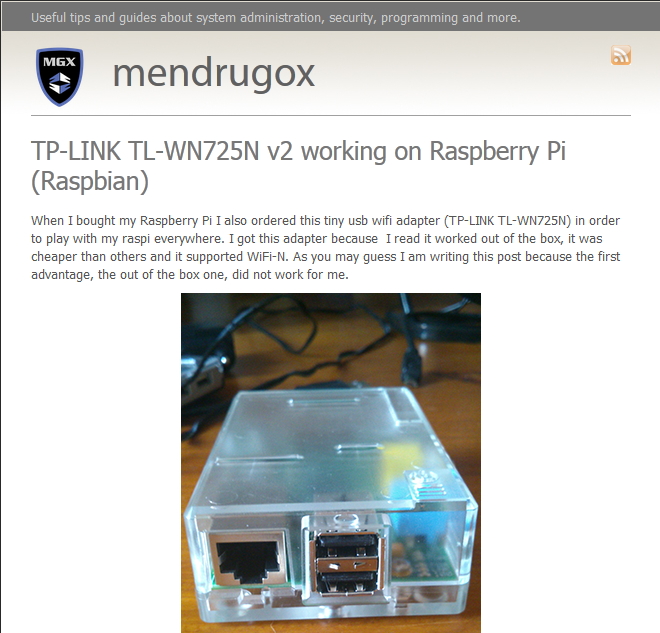 Useful tips and guides about system administration, security, programming and more.
MGX
mendrugox
TP-LINK TL-WN725N v2 working on Raspberry Pi
(Raspbian)
When I bought my Raspberry Pi I also ordered this tiny usb wifi adapter (TP-LINK TL-WN725N) in order
to play with my raspi everywhere. I got this adapter because  I read it worked out of the box, it was
cheaper than others and it supported WiFi-N. As you may guess I am writing this post because the first
advantage, the out of the box one, did not work for me.